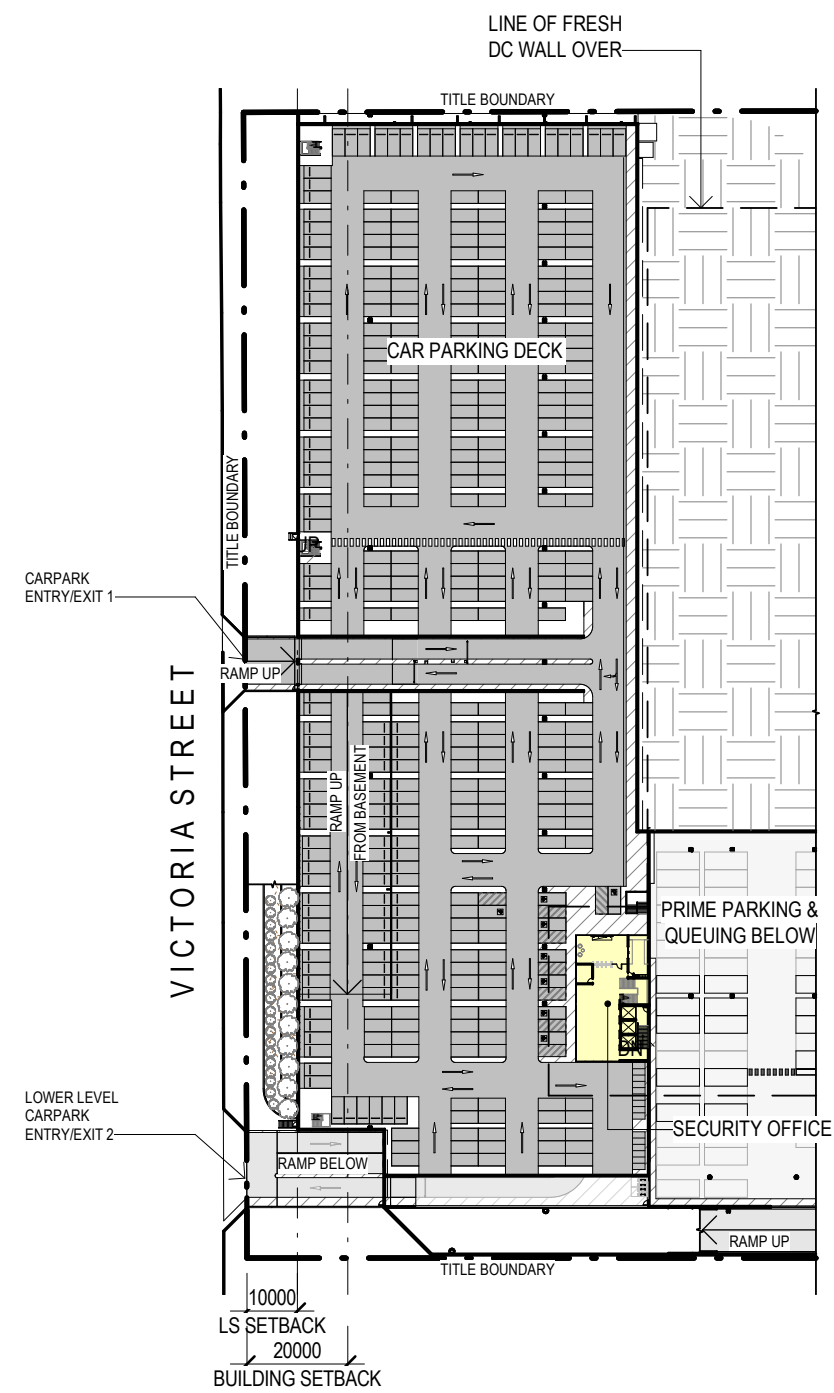 LINE OF FRESH
DC WALL OVER
TITLE BOUNDARY
CAR PARKING DECK
TITLE BOUNDARY
UP
CARPARK
ENTRY/EXIT 1
RAMP UP
VICTORIA STREET
RAMP UP
FROM BASEMENT
PRIME PARKING &
QUEUING BELOW
DN
SECURITY OFFICE
LOWER LEVEL
CARPARK
ENTRY/EXIT 2
RAMP BELOW
RAMP UP
TITLE BOUNDARY
10000
LS SETBACK
20000
BUILDING SETBACK